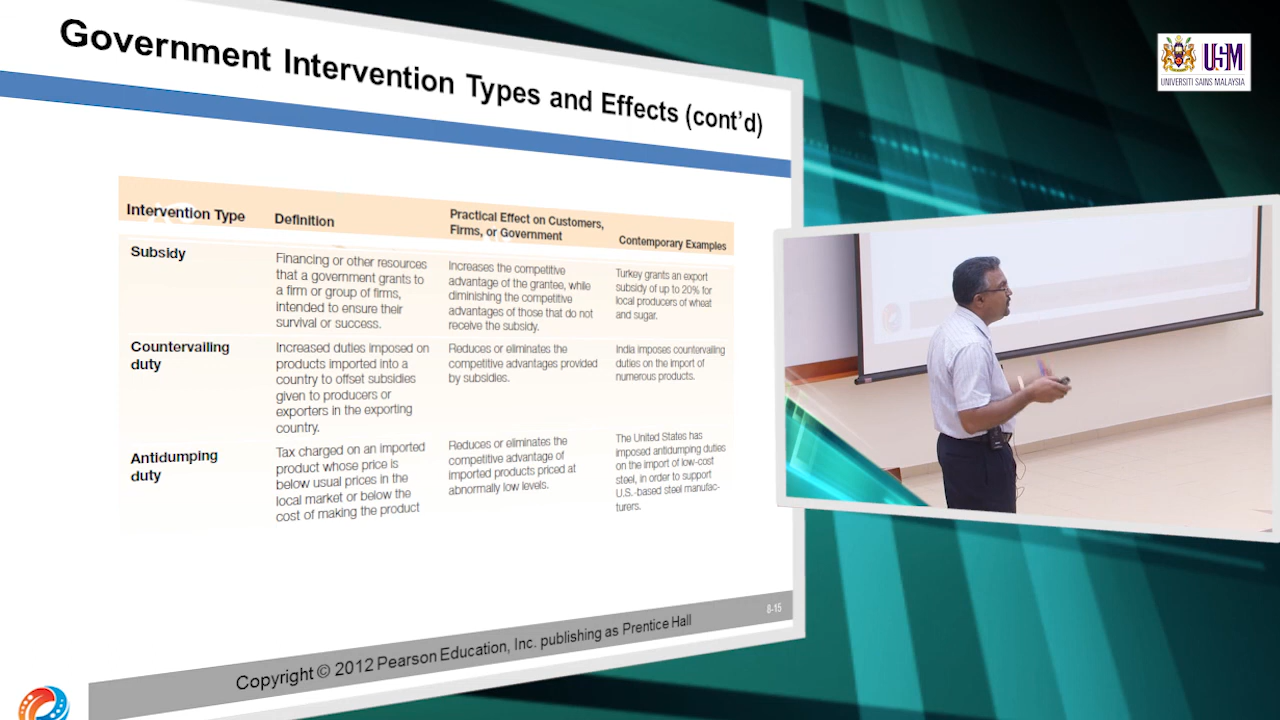 Government Intervention Types and Effects (cont'd)
USM
UNIVERSITI SAINS MALAYSIA
Intervention Type
Definition
Practical Effect on Customers,
Firms, or Government
Contemporary Examples
Subsidy
Financing or other resources
that a government grants to
a firm or group of firms,
intended to ensure their
survival or success.
Increases the competitive
advantage of the grantee, while
diminishing the competitive
advantages of those that do not
receive the subsidy.
Turkey grants an export
subsidy of up to 20% for
local producers of wheat
and sugar.
Countervailing
duty
Increased duties imposed on
products imported into a
country to offset subsidies
given to producers or
exporters in the exporting
country.
Reduces or eliminates the
competitive advantages provided
by subsidies.
India imposes countervailing
duties on the import of
numerous products.
Antidumping
duty
Tax charged on an imported
product whose price is
below usual prices in the
local market or below the
cost of making the product
Reduces or eliminates the
competitive advantage of
imported products priced at
abnormally low levels.
The United States has
imposed antidumping duties
on the import of low-cost
steel, in order to support
U.S.-based steel manufac-
turers.
8-15
Copyright © 2012 Pearson Education, Inc. publishing as Prentice Hall